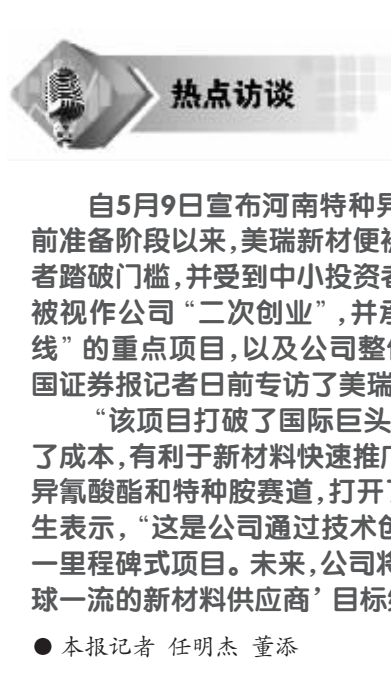 热点访谈
自5月9日宣布河南特种异
前准备阶段以来，美瑞新材便被
者踏破门槛，并受到中小投资者
被视作公司“二次创业”，并承
线”的重点项目，以及公司整体
国证券报记者日前专访了美瑞
“该项目打破了国际巨头
了成本，有利于新材料快速推广
异氰酸酯和特种胺赛道，打开了
生表示，“这是公司通过技术创
一里程碑式项目。未来，公司将
球一流的新材料供应商’目标
● 本报记者 任明杰 董添